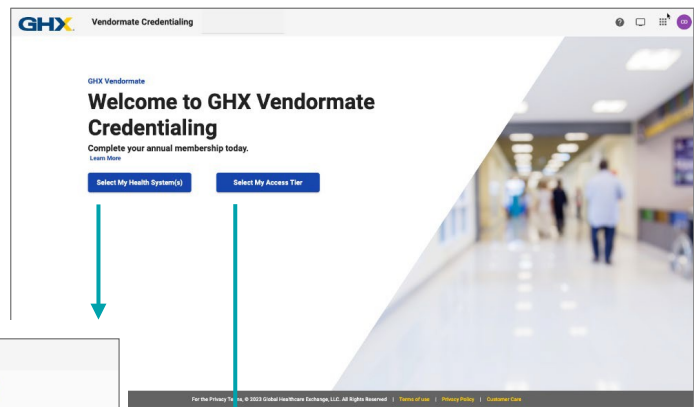 GHX
Vendormate Credentialing
CO
GHX Vendormate
Welcome to GHX Vendormate
Credentialing
Complete your annual membership today.
Learn More
Select My Health System(s)
Select My Access Tier
For the Privacy Te s, © 2023 Global Healthcare Exchange, LLC. All Rights Reserved | Terms of use | Privacy Policy | Customer Care